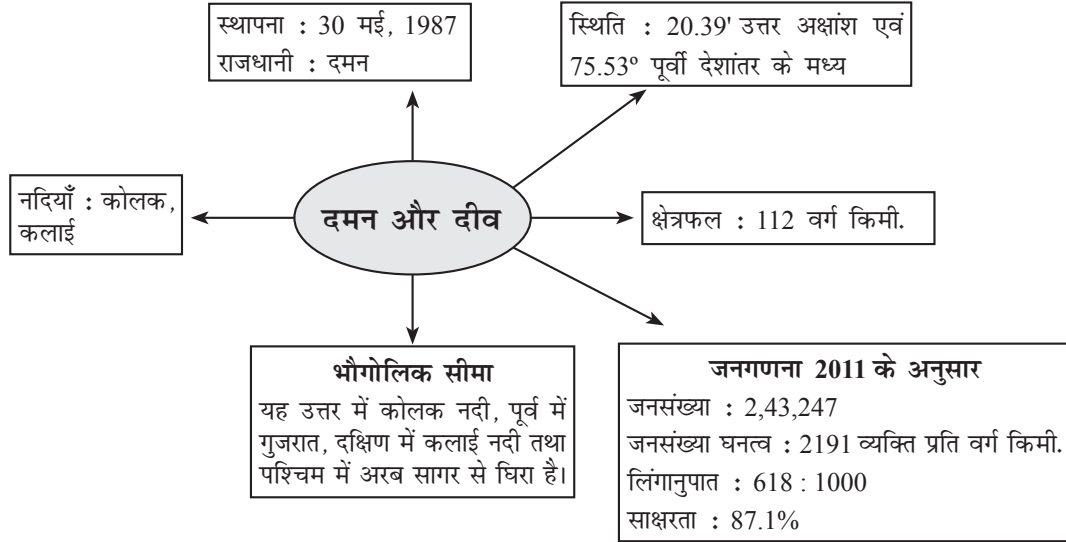 स्थापना : 30 मई, 1987
राजधानी : दमन
स्थिति : 20.39' उत्तर अक्षांश एवं
75.53º पूर्वी देशांतर के मध्य
नदियाँ : कोलक,
कलाई
दमन और दीव
क्षेत्रफल : 112 वर्ग किमी.
भौगोलिक सीमा
यह उत्तर में कोलक नदी, पूर्व में
गुजरात, दक्षिण में कलाई नदी तथा
पश्चिम में अरब सागर से घिरा है।
जनगणना 2011 के अनुसार
जनसंख्या : 2,43,247
जनसंख्या घनत्व : 2191 व्यक्ति प्रति वर्ग किमी.
लिंगानुपात : 618 : 1000
साक्षरता : 87.1%